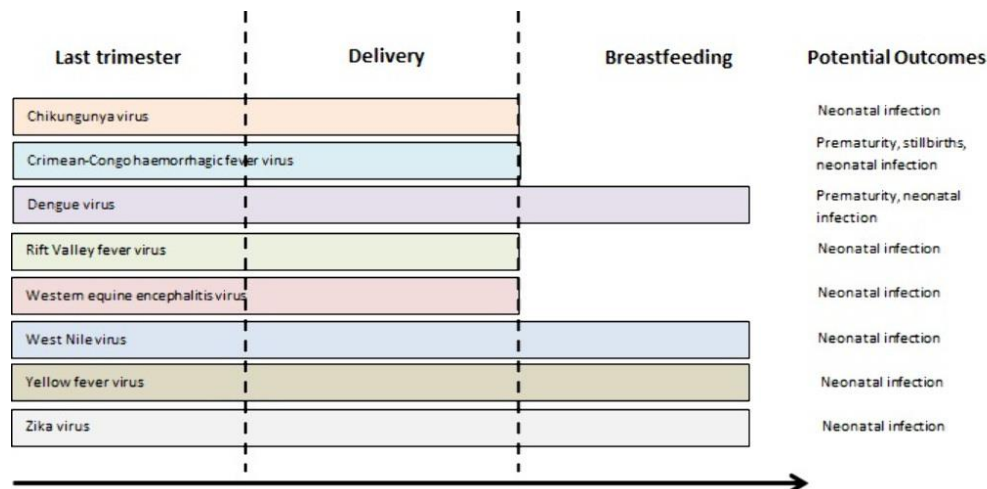 Last trimester
Delivery
Breastfeeding
Potential Outcomes
Chikungunya virus
Neonatal infection
Crimean-Congo haemorrhagic fever virus
Prematurity, stillbirths,
neonatal infection
Dengue virus
Prematurity, neonatal
infection
Rift Valley fever virus
Neonatal infection
Western equine encephalitis virus
Neonatal infection
West Nile virus
Neonatal infection
Yellow fever virus
Neonatal infection
Zika virus
Neonatal infection